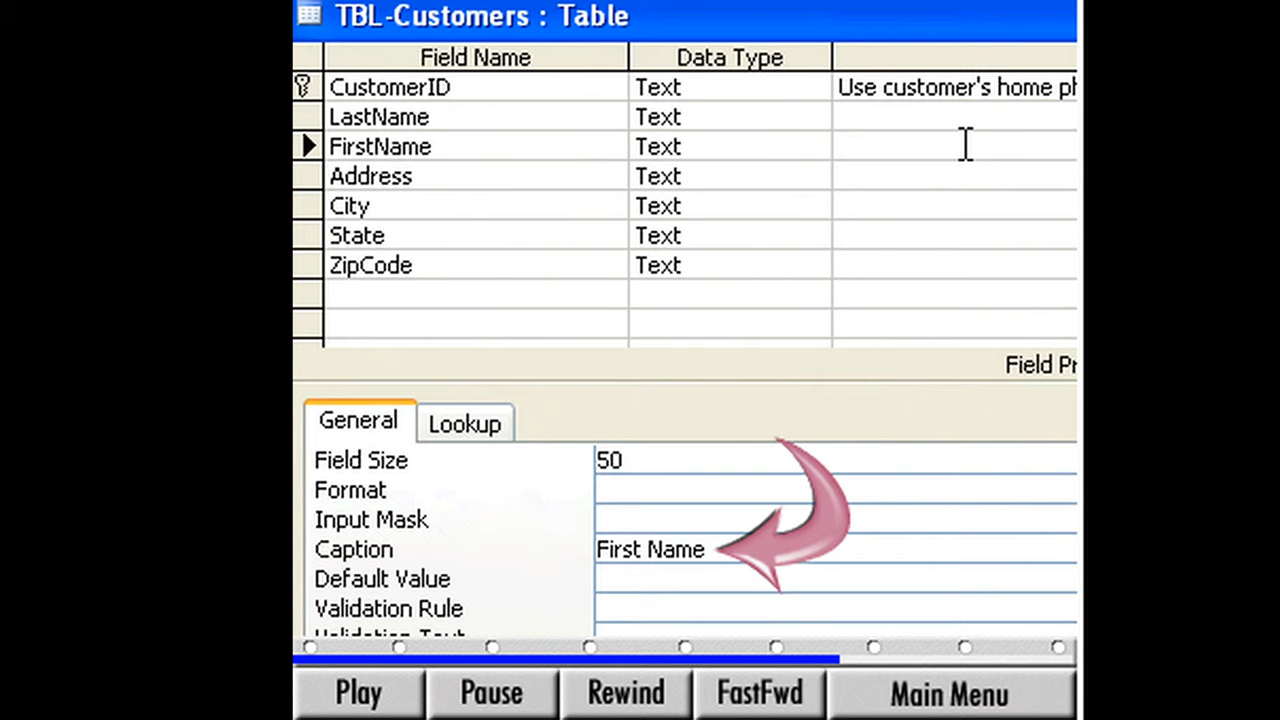 TBL-Customers : Table
Field Name Data Type
CustomerID Text Use customer's home
LastName Text
FirstName Text
Address Text
City Text
State Text
ZipCode Text
Field
General Lookup
Field Size 50
Format
Input Mask
Caption First Name
Default Value
Validation Rule
Validation Text
Play Pause Rewind FastFwd Main Menu